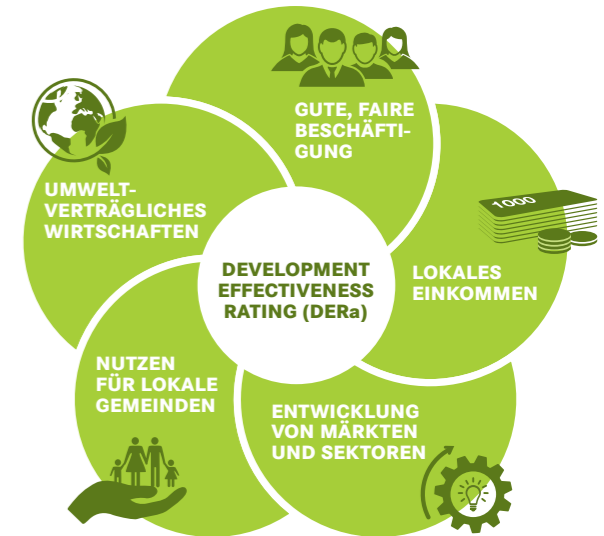 GUTE, FAIRE
BESCHÄFTI-
GUNG
1000
LOKALES
EINKOMMEN
ENTWICKLUNG
VON MÄRKTEN
UND SEKTOREN
NUTZEN
FÜR LOKALE
GEMEINDEN
UMWELT-
VERTRÄGLICHES
WIRTSCHAFTEN
DEVELOPMENT
EFFECTIVENESS
RATING (DERa)